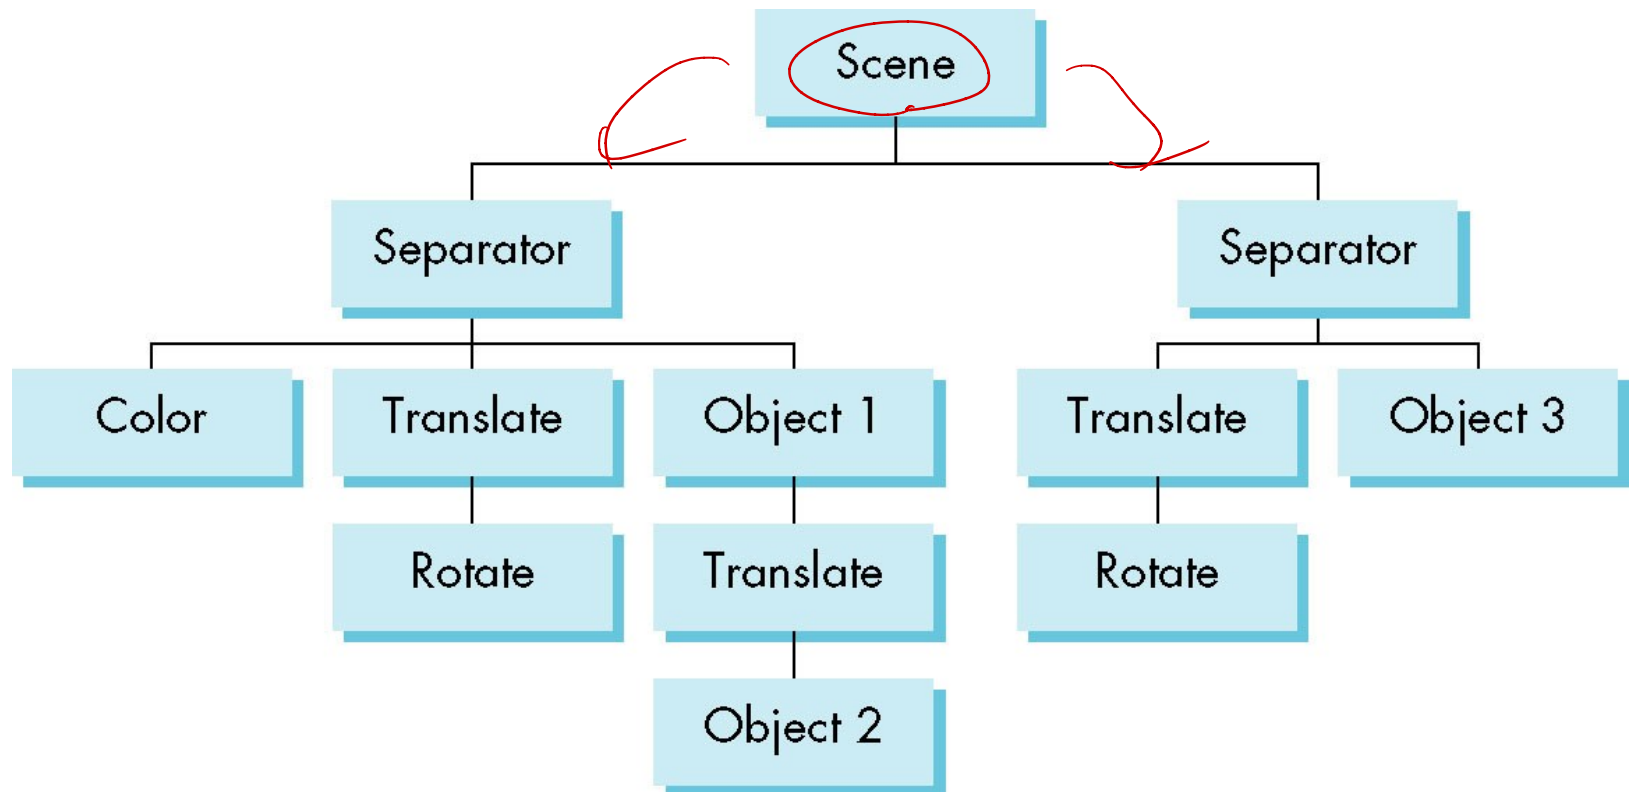 Scene
Separator Separator
Color Translate Object 1 Translate Object 3
Rotate Translate Rotate
Object 2